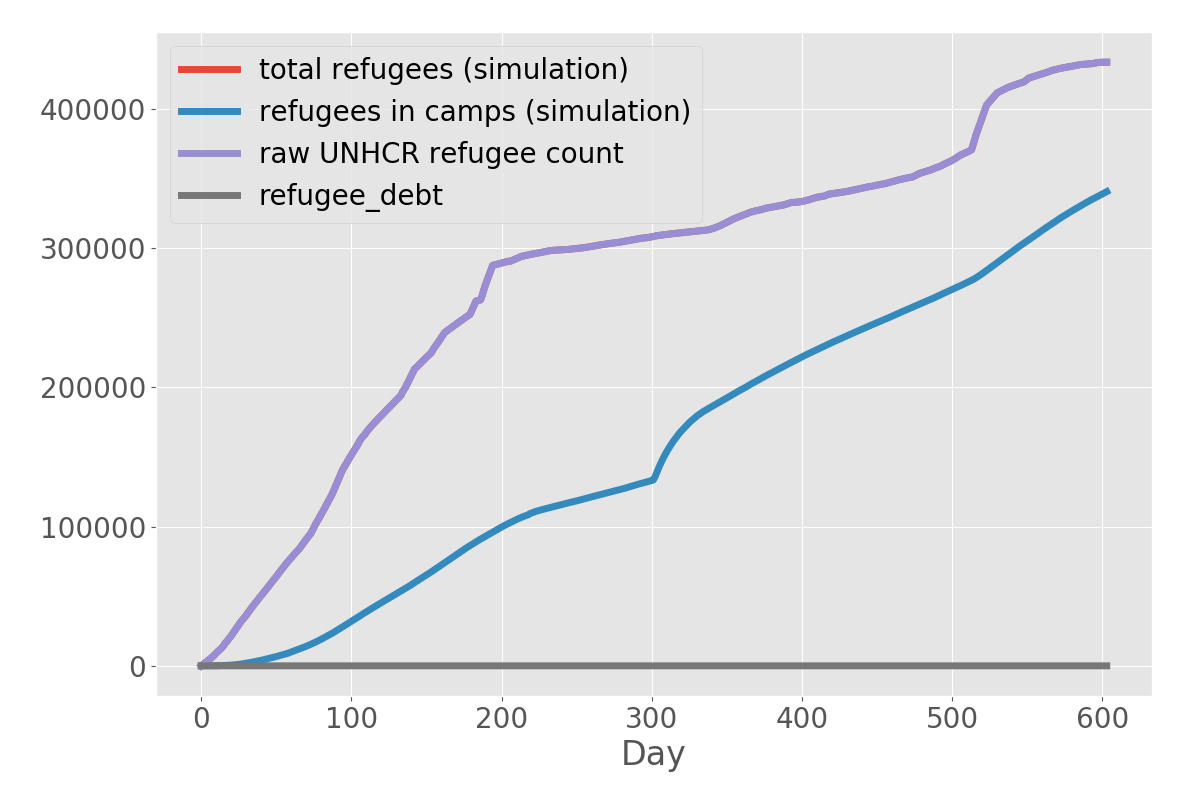 total refugees (simulation)
refugees in camps (simulation)
raw UNHCR refugee count
refugee_debt
400000
300000
200000
100000
0
0 100 200 300 400 500 600
Day